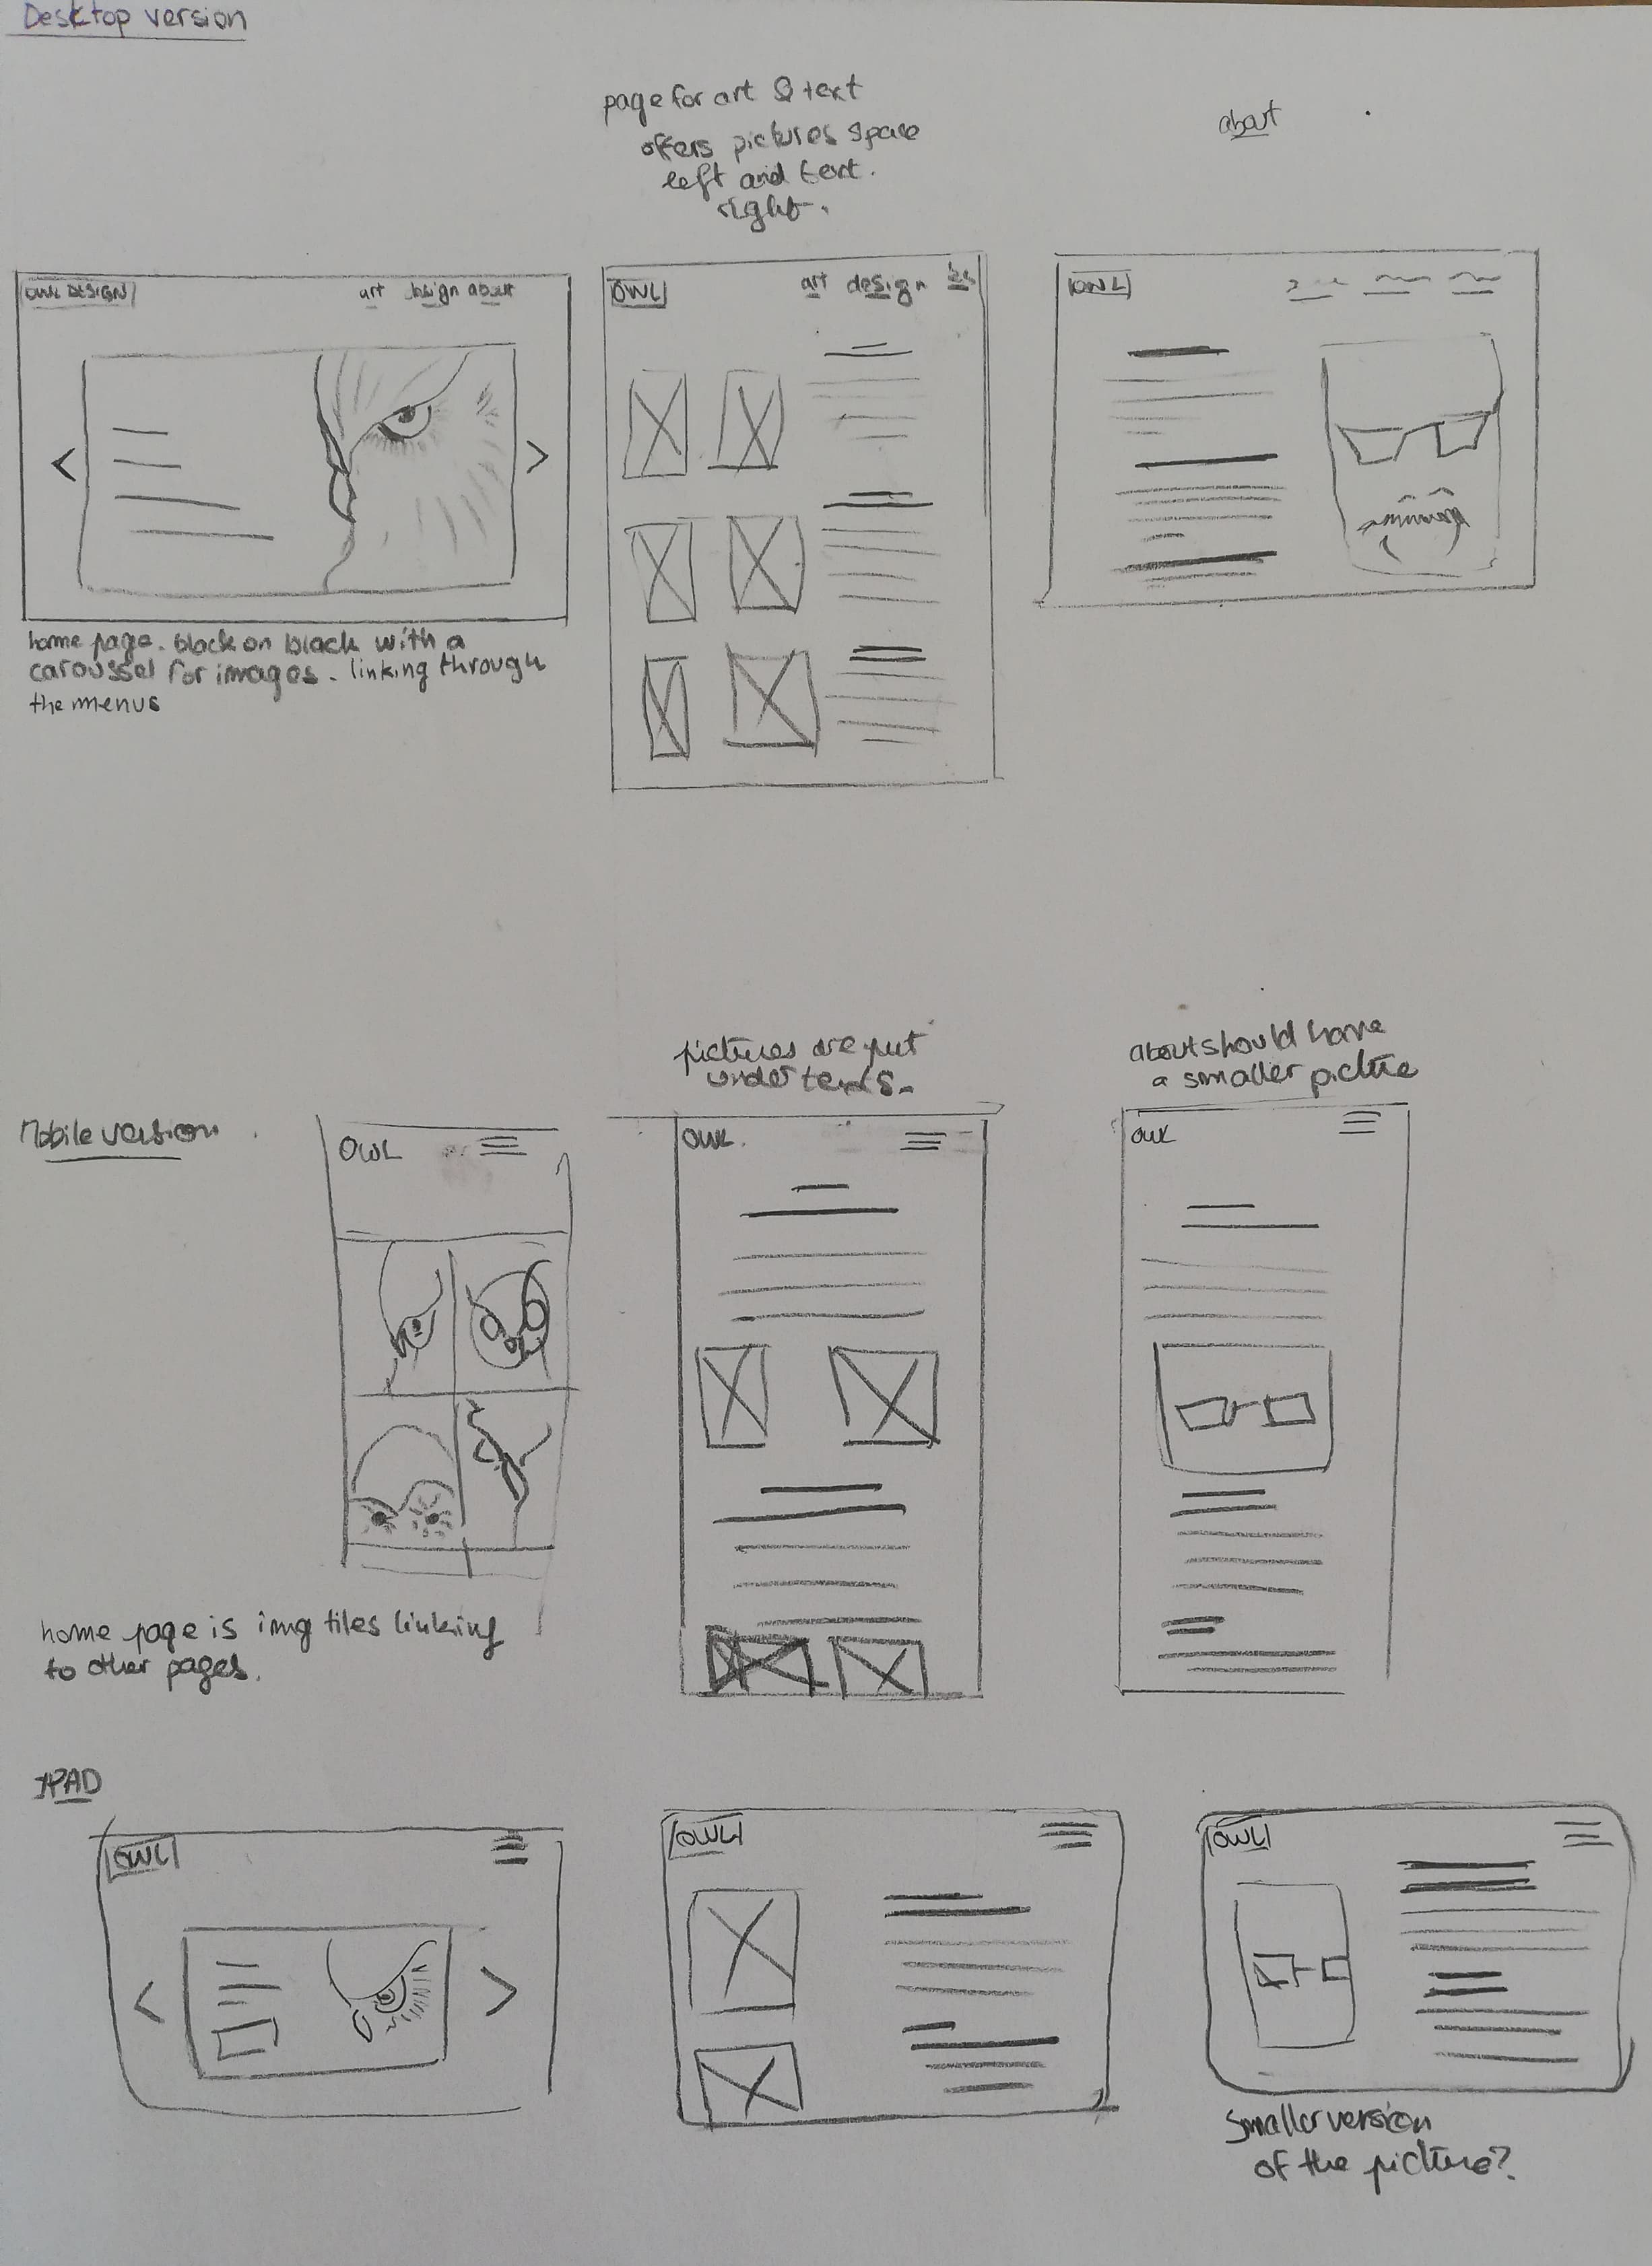 Desktop version
page for art & text
offers pictures space
left and text.
right.
about
OWL DESIGN
art design about
OWL
art design
OWL
home page. black on black with a
caroussel for images. linking through
the menus
Mobile version
pictures are put
under texts.
about should have
a smaller picture
OWL
OWL.
OWL
home page is img tiles linking
to other pages.
IPAD
OWL
OWL
OWL
Smaller version
of the picture?